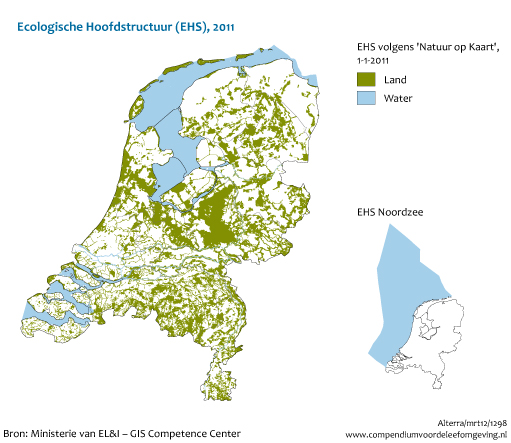 Ecologische Hoofdstructuur (EHS), 2011
EHS volgens 'Natuur op Kaart',
1-1-2011
Land
Water
EHS Noordzee
Alterra/mrt12/1298
Bron: Ministerie van EL&I – GIS Competence Center
www.compendiumvoordeleefomgeving.nl